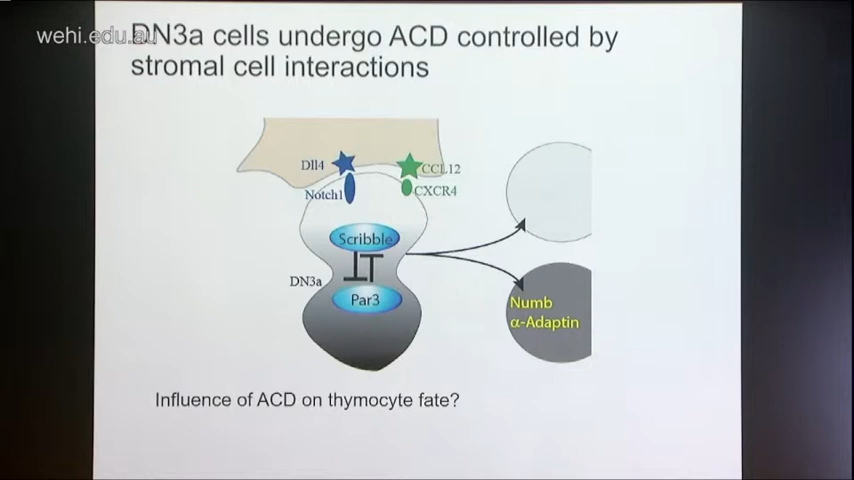 wehi.edu.au
DN3a cells undergo ACD controlled by
stromal cell interactions
Dll4
CCL12
Notch1
CXCR4
Scribble
DN3a
Par3
Numb
α-Adaptin
Influence of ACD on thymocyte fate?